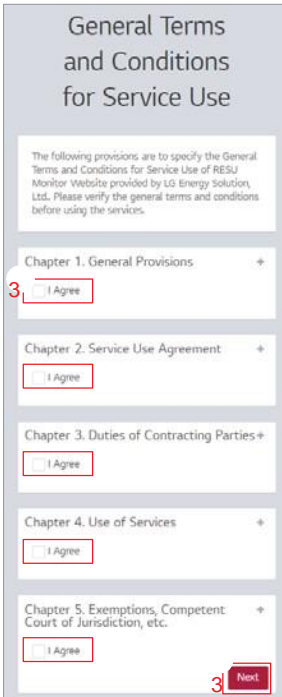 General Terms
and Conditions
for Service Use
The following provisions are to specify the General
Terms and Conditions for Service Use of RESU
Monitor Website provided by LG Energy Solution,
Ltd.. Please verify the general terms and conditions
before using the services.
Chapter 1. General Provisions +
3 I Agree
Chapter 2. Service Use Agreement +
I Agree
Chapter 3. Duties of Contracting Parties +
I Agree
Chapter 4. Use of Services +
I Agree
Chapter 5. Exemptions, Competent +
Court of Jurisdiction, etc.
I Agree
3 Next